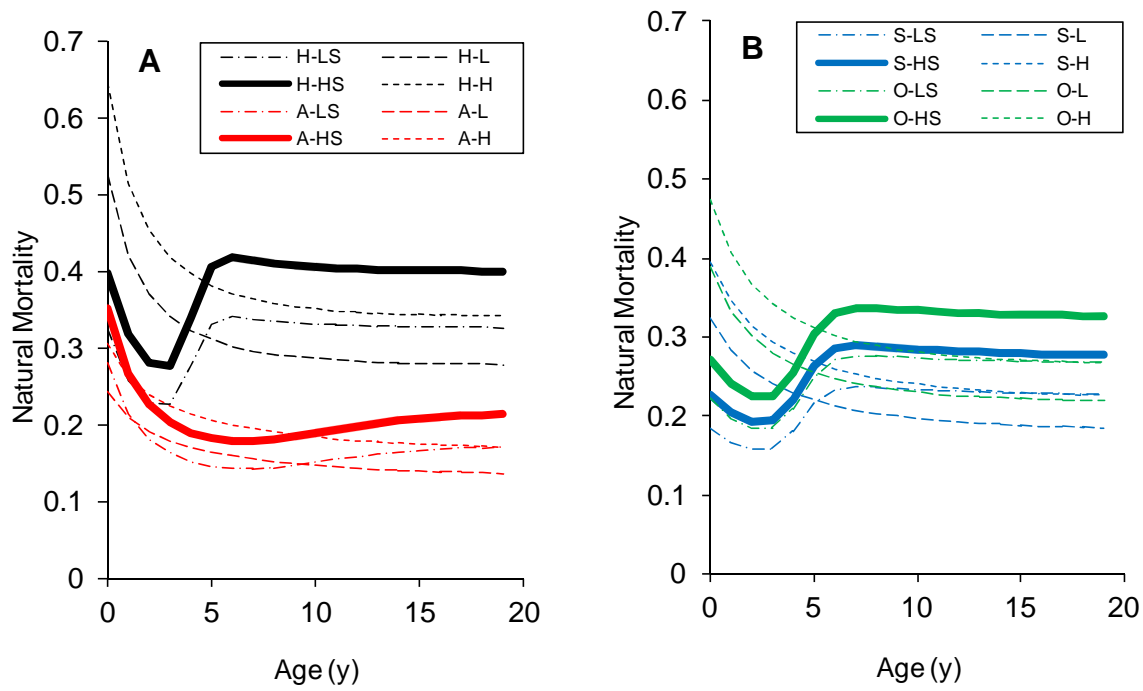 A
H-LS H-L
H-HS H-H
A-LS A-L
A-HS A-H
0.7
0.6
0.5
0.4
0.3
0.2
0.1
0
Natural Mortality
0 5 10 15 20
Age (y)
B
S-LS S-L
S-HS S-H
O-LS O-L
O-HS O-H
0.7
0.6
0.5
0.4
0.3
0.2
0.1
0
Natural Mortality
0 5 10 15 20
Age (y)